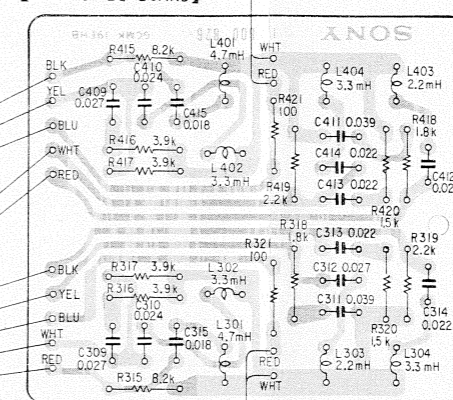 SONY
R415 8.2k
L401
4.7mH
WHT
BLK
C410
0.024
RED
L404
3.3mH
L403
2.2mH
YEL
C409
0.027
R421
100
BLU
C415
0.018
C411 0.039
R418
1.8k
R416 3.9k
WHT
C414 0.022
R417 3.9k
L402
3.3mH
C412
RED
R419
2.2k
C413 0.022
R420
1.5k
R318
1.8k
C313 0.022
R319
2.2k
R321
100
BLK
R317 3.9k
L302
3.3mH
C312 0.027
R316 3.9k
YEL
C310
0.024
C311 0.039
C314
0.022
BLU
L301
4.7mH
WHT
C315
0.018
R320
1.5k
C309
0.027
RED
RED
L303
2.2mH
L304
3.3mH
R315 8.2k
WHT